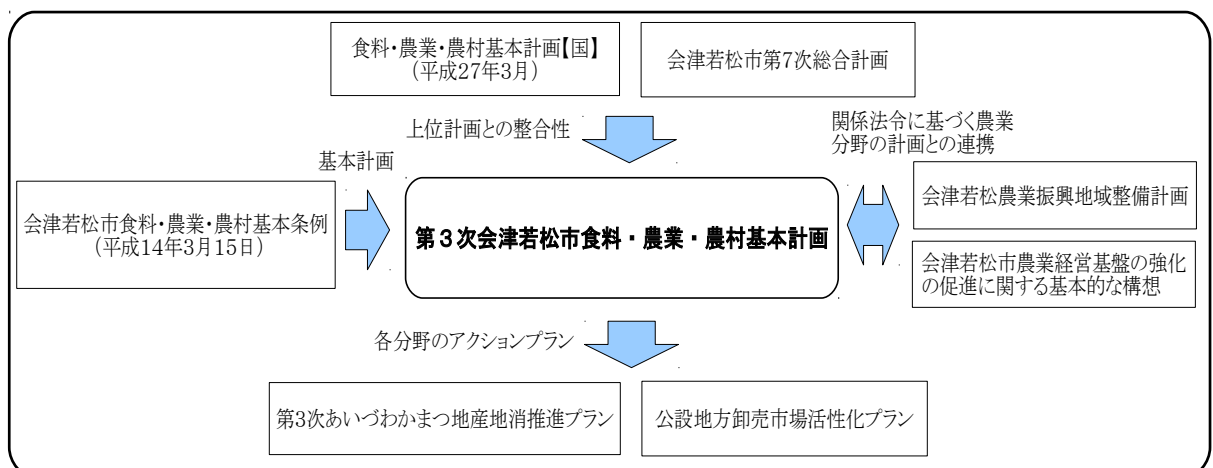 食料・農業・農村基本計画【国】
（平成27年3月）
会津若松市第7次総合計画
上位計画との整合性
関係法令に基づく農業
分野の計画との連携
基本計画
会津若松市食料・農業・農村基本条例
（平成14年3月15日）
第３次会津若松市食料・農業・農村基本計画
会津若松農業振興地域整備計画
会津若松市農業経営基盤の強化
の促進に関する基本的な構想
各分野のアクションプラン
第3次あいづわかまつ地産地消推進プラン
公設地方卸売市場活性化プラン